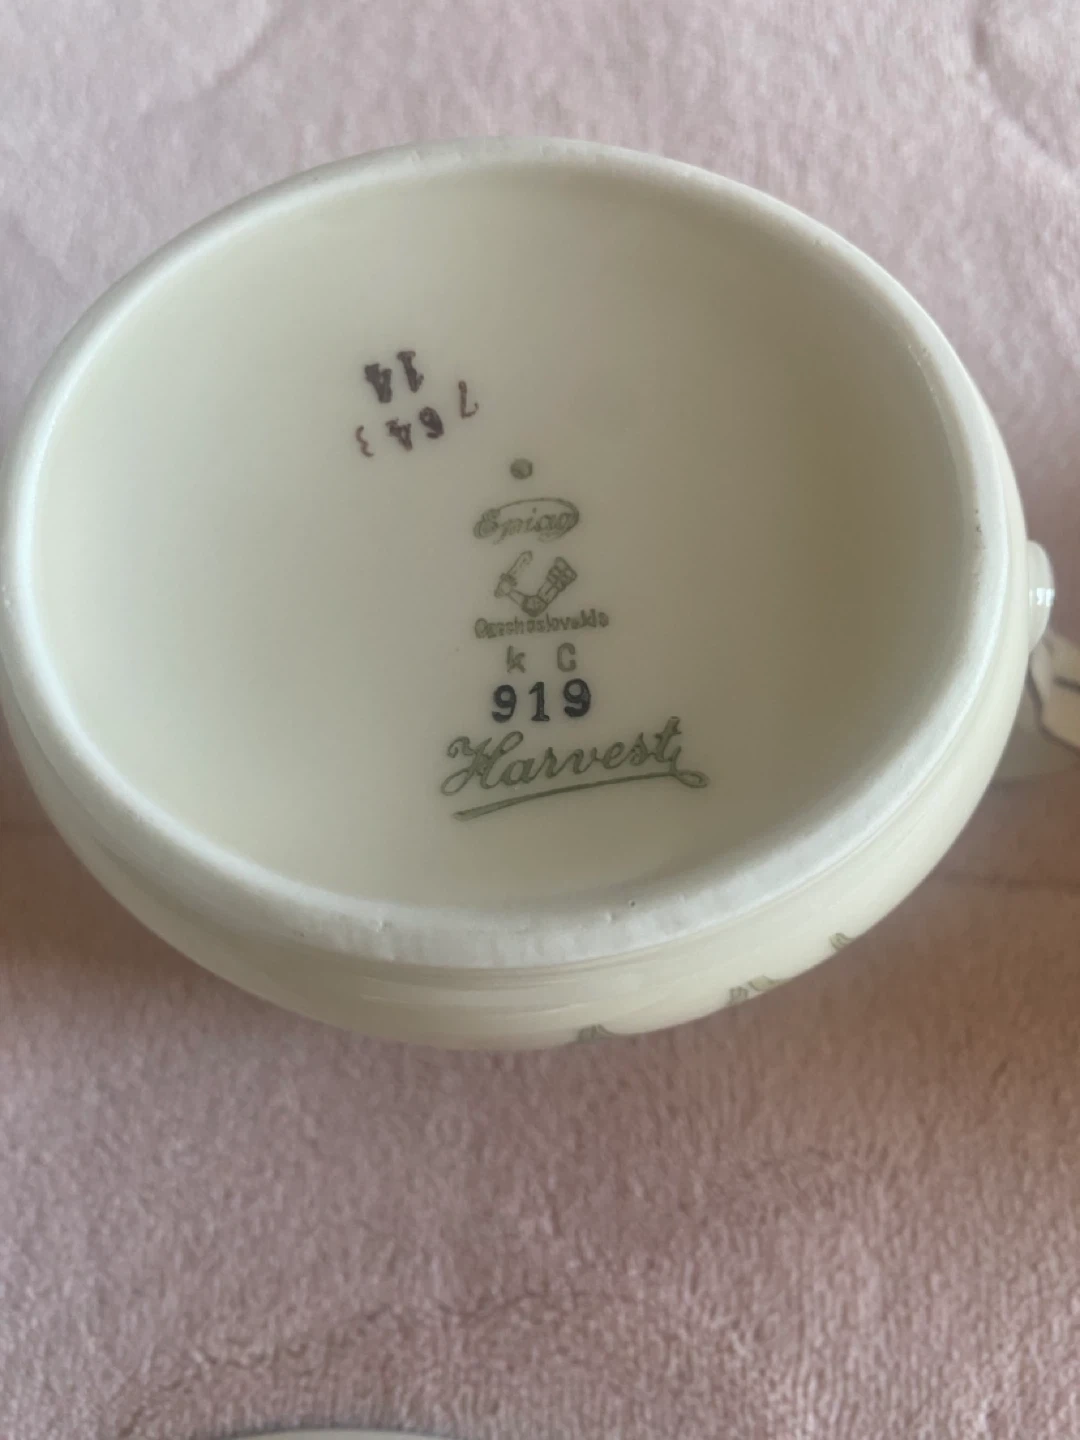 14
7643
Epiag
Czechoslovakia
k C
919
Harvest